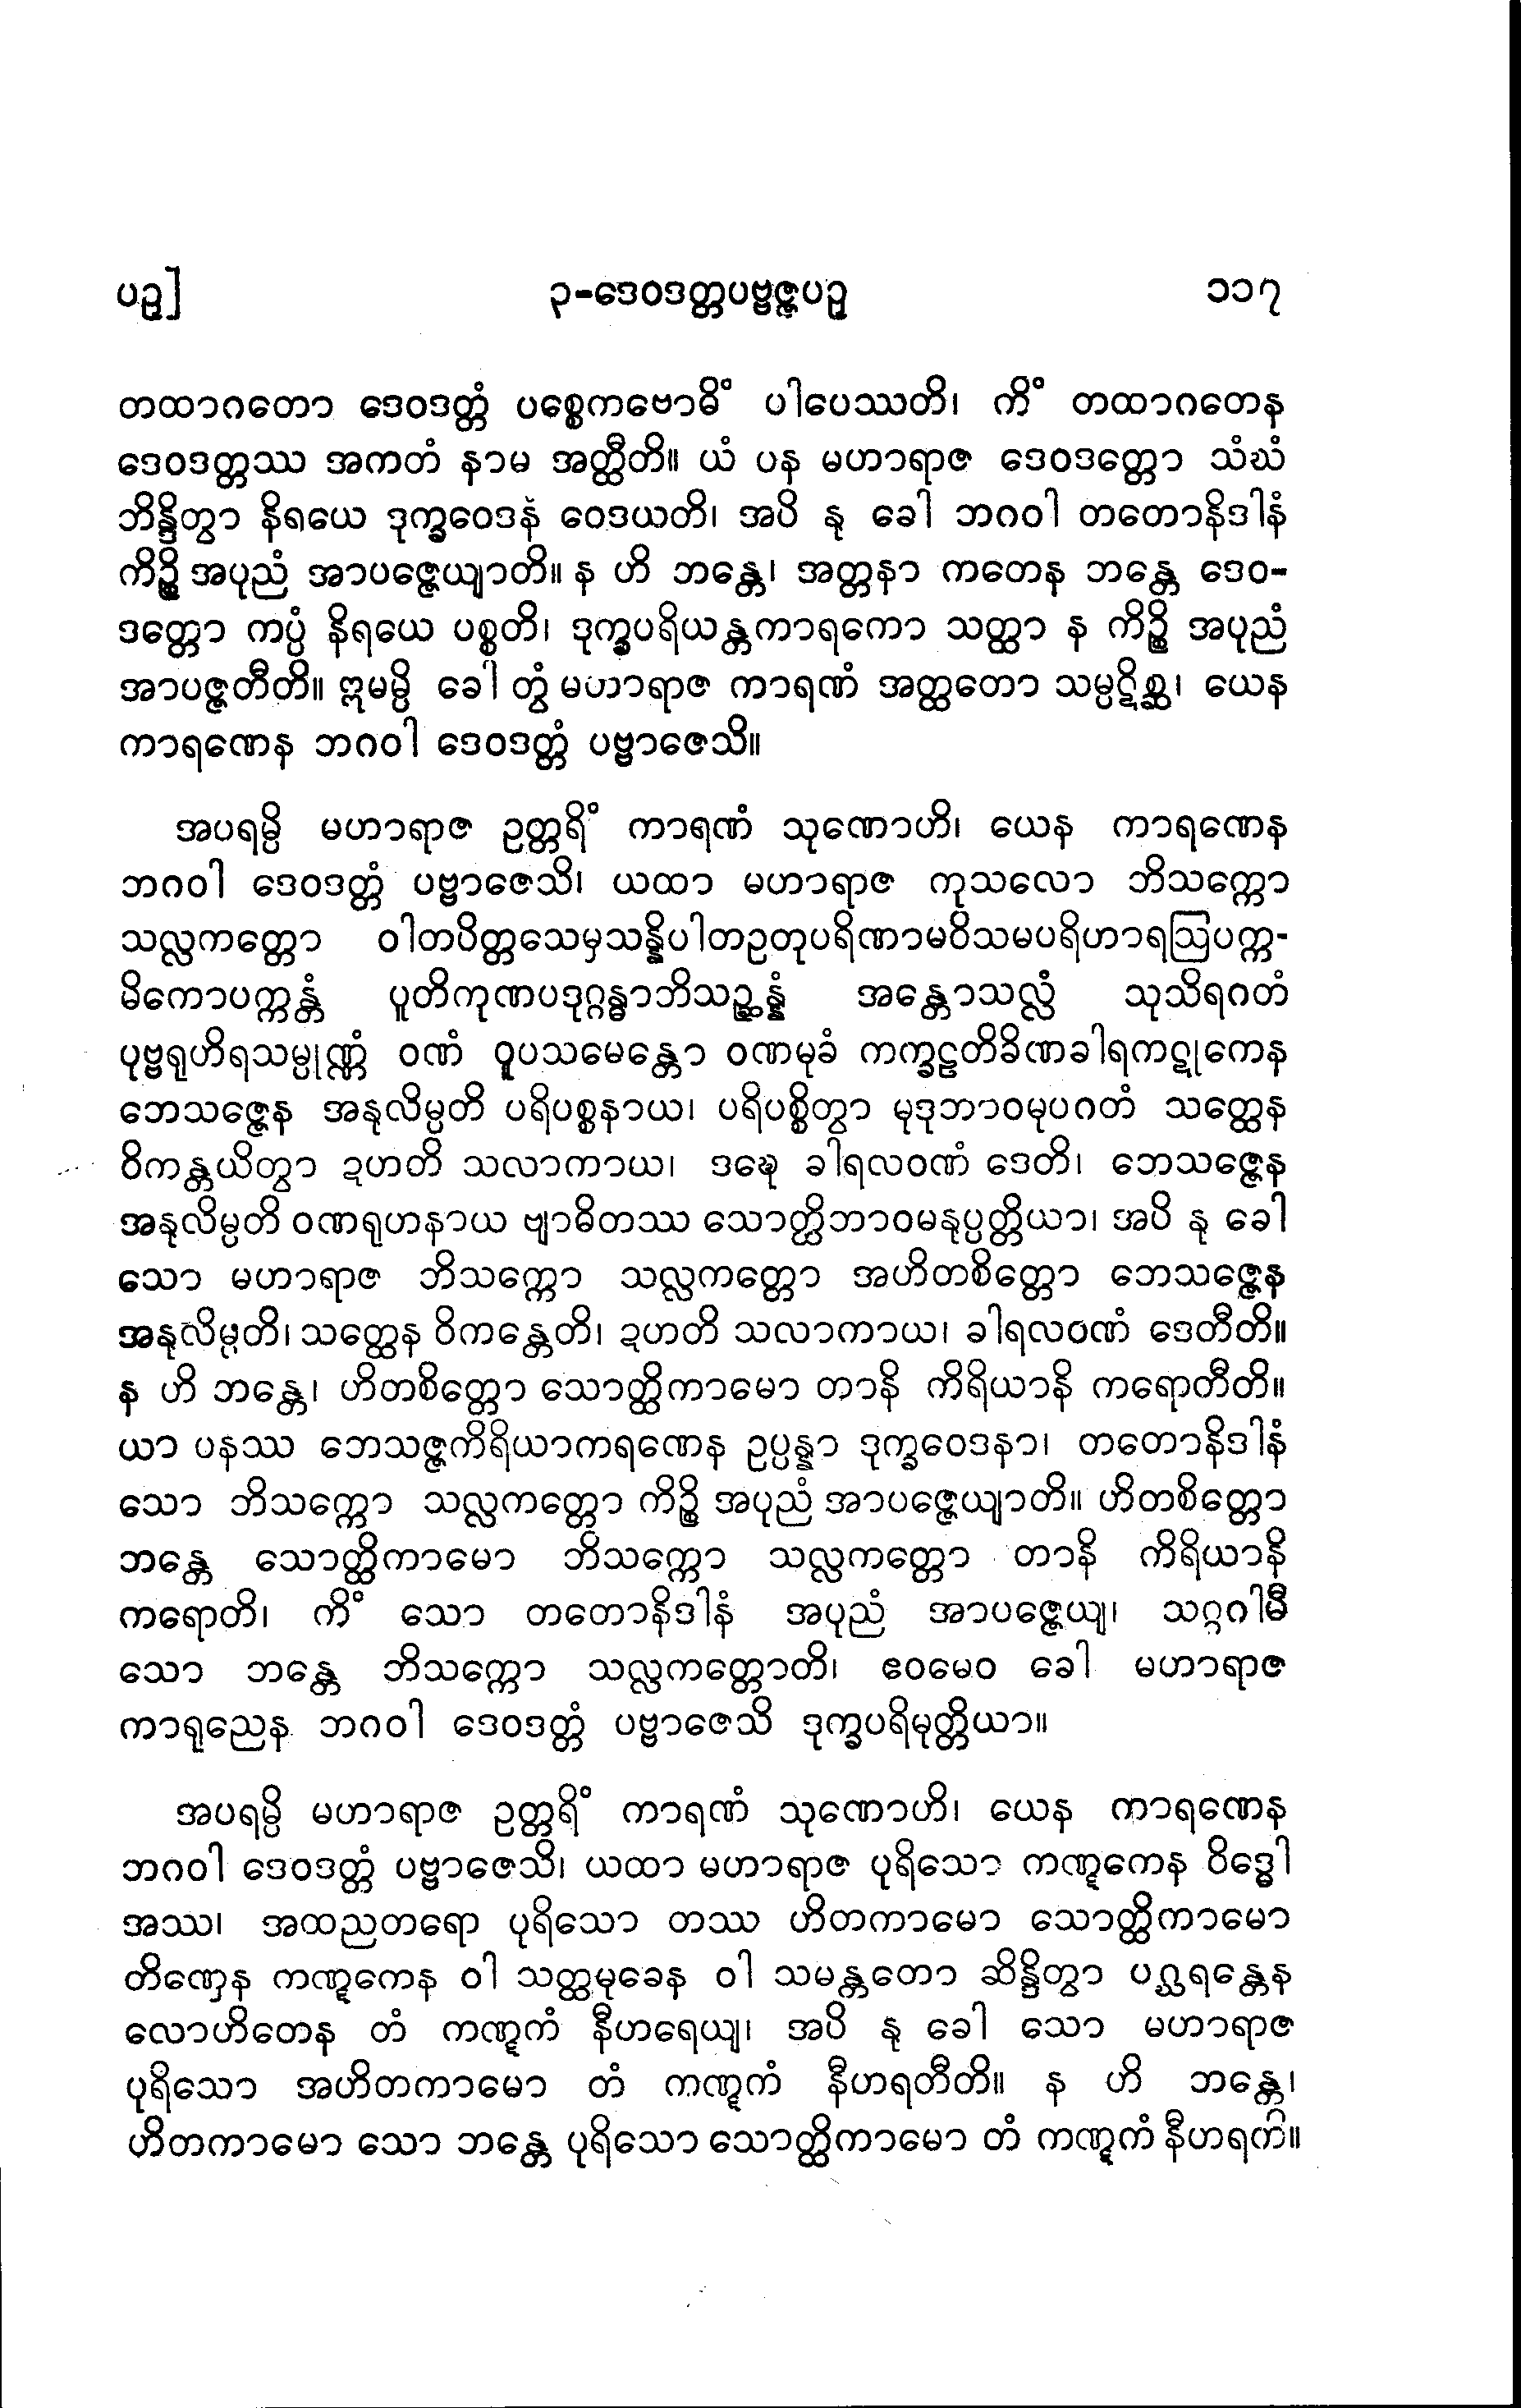 ပဉှ] ၃-ဒေဝဒတ္တပဗ္ဗဇ္ဇပဉှ ၁၁၇
တထာဂတော ဒေဝဒတ္တံ ပစ္စေကဗောဓိံ ပါပေဿတိ၊ ကိံ တထာဂတေန
ဒေဝဒတ္တဿ အကတံ နာမ အတ္ထီတိ။ ယံ ပန မဟာရာဇ ဒေဝဒတ္တော သံဃံ
ဘိန္ဒိတွာ နိရယေ ဒုက္ခဝေဒနံ ဝေဒယတိ၊ အပိ နု ခေါ ဘဂဝါ တတောနိဒါနံ
ကိဉ္စိ အပုညံ အာပဇ္ဇေယျာတိ။ န ဟိ ဘန္တေ၊ အတ္တနာ ကတေန ဘန္တေ ဒေဝ-
ဒတ္တော ကပ္ပံ နိရယေ ပစ္စတိ၊ ဒုက္ခပရိယန္တကာရကော သတ္ထာ န ကိဉ္စိ အပုညံ
အာပဇ္ဇတီတိ။ ဣမမ္ပိ ခေါ တွံ မဟာရာဇ ကာရဏံ အတ္ထတော သမ္ပဋိစ္ဆ၊ ယေန
ကာရဏေန ဘဂဝါ ဒေဝဒတ္တံ ပဗ္ဗာဇေသိ။
အပရမ္ပိ မဟာရာဇ ဥတ္တရိံ ကာရဏံ သုဏောဟိ၊ ယေန ကာရဏေန
ဘဂဝါ ဒေဝဒတ္တံ ပဗ္ဗာဇေသိ၊ ယထာ မဟာရာဇ ကုသလော ဘိသက္ကော
သလ္လကတ္တော ဝါတပိတ္တသေမှသန္နိပါတဥတုပရိဏာမဝိသမပရိဟာရဩပက္က-
မိကောပက္ကန္တံ ပူတိကုဏပဒုဂ္ဂန္ဓာဘိသဉ္ဆန္နံ အန္တောသလ္လံ သုသိရဂတံ
ပုဗ္ဗရုဟိရသမ္ပုဏ္ဏံ ဝဏံ ဝူပသမေန္တော ဝဏမုခံ ကက္ခဠတိခိဏခါရကဋုကေန
ဘေသဇ္ဇေန အနုလိမ္ပတိ ပရိပစ္စနာယ၊ ပရိပစ္စိတွာ မုဒုဘာဝမုပဂတံ သတ္ထေန
ဝိကန္တယိတွာ ဍဟတိ သလာကာယ၊ ဒဍ္ဎေ ခါရလဝဏံ ဒေတိ၊ ဘေသဇ္ဇေန
အနုလိမ္ပတိ ဝဏရုဟနာယ ဗျာဓိတဿ သောတ္ထိဘာဝမနုပ္ပတ္တိယာ၊ အပိ နု ခေါ
သော မဟာရာဇ ဘိသက္ကော သလ္လကတ္တော အဟိတစိတ္တော ဘေသဇ္ဇေန
အနုလိမ္ပတိ၊ သတ္ထေန ဝိကန္တေတိ၊ ဍဟတိ သလာကာယ၊ ခါရလဝဏံ ဒေတီတိ။
န ဟိ ဘန္တေ၊ ဟိတစိတ္တော သောတ္ထိကာမော တာနိ ကိရိယာနိ ကရောတီတိ။
ယာ ပနဿ ဘေသဇ္ဇကိရိယာကရဏေန ဥပ္ပန္နာ ဒုက္ခဝေဒနာ၊ တတောနိဒါနံ
သော ဘိသက္ကော သလ္လကတ္တော ကိဉ္စိ အပုညံ အာပဇ္ဇေယျာတိ။ ဟိတစိတ္တော
ဘန္တေ သောတ္ထိကာမော ဘိသက္ကော သလ္လကတ္တော တာနိ ကိရိယာနိ
ကရောတိ၊ ကိံ သော တတောနိဒါနံ အပုညံ အာပဇ္ဇေယျ၊ သဂ္ဂဂါမီ
သော ဘန္တေ ဘိသက္ကော သလ္လကတ္တောတိ၊ ဧဝမေဝ ခေါ မဟာရာဇ
ကာရုညေန ဘဂဝါ ဒေဝဒတ္တံ ပဗ္ဗာဇေသိ ဒုက္ခပရိမုတ္တိယာ။
အပရမ္ပိ မဟာရာဇ ဥတ္တရိံ ကာရဏံ သုဏောဟိ၊ ယေန ကာရဏေန
ဘဂဝါ ဒေဝဒတ္တံ ပဗ္ဗာဇေသိ၊ ယထာ မဟာရာဇ ပုရိသော ကဏ္ဋကေန ဝိဒ္ဓေါ
အဿ၊ အထညတရော ပုရိသော တဿ ဟိတကာမော သောတ္ထိကာမော
တိဏှေန ကဏ္ဋကေန ဝါ သတ္ထမုခေန ဝါ သမန္တတော ဆိန္ဒိတွာ ပဂ္ဃရန္တေန
လောဟိတေန တံ ကဏ္ဋကံ နီဟရေယျ၊ အပိ နု ခေါ သော မဟာရာဇ
ပုရိသော အဟိတကာမော တံ ကဏ္ဋကံ နီဟရတီတိ။ န ဟိ ဘန္တေ၊
ဟိတကာမော သော ဘန္တေ ပုရိသော သောတ္ထိကာမော တံ ကဏ္ဋကံ နီဟရတိ။